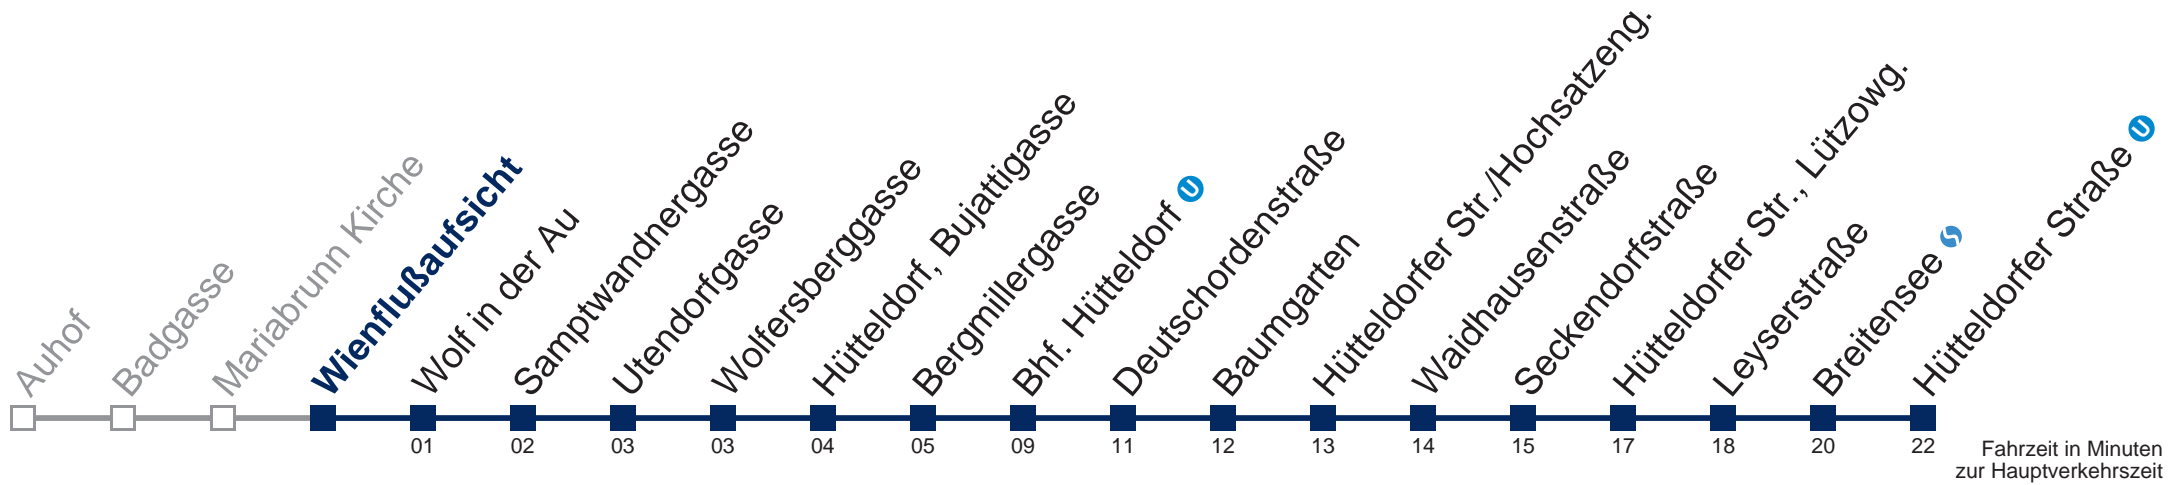 Auhof
Badgasse
Mariabrunn Kirche
Wienflußaufsicht
Wolf in der Au
Samptwandnergasse
Utendorfgasse
Wolfersberggasse
Hütteldorf, Bujattigasse
Bergmillergasse
Bhf. Hütteldorf U
Deutschordenstraße
Baumgarten
Hütteldorfer Str./Hochsatzeng.
Waidhausenstraße
Seckendorfstraße
Hütteldorfer Str., Lützowg.
Leyserstraße
Breitensee S
Hütteldorfer Straße U
01 02 03 03 04 05 09 11 12 13 14 15 17 18 20 22
Fahrzeit in Minuten
zur Hauptverkehrszeit